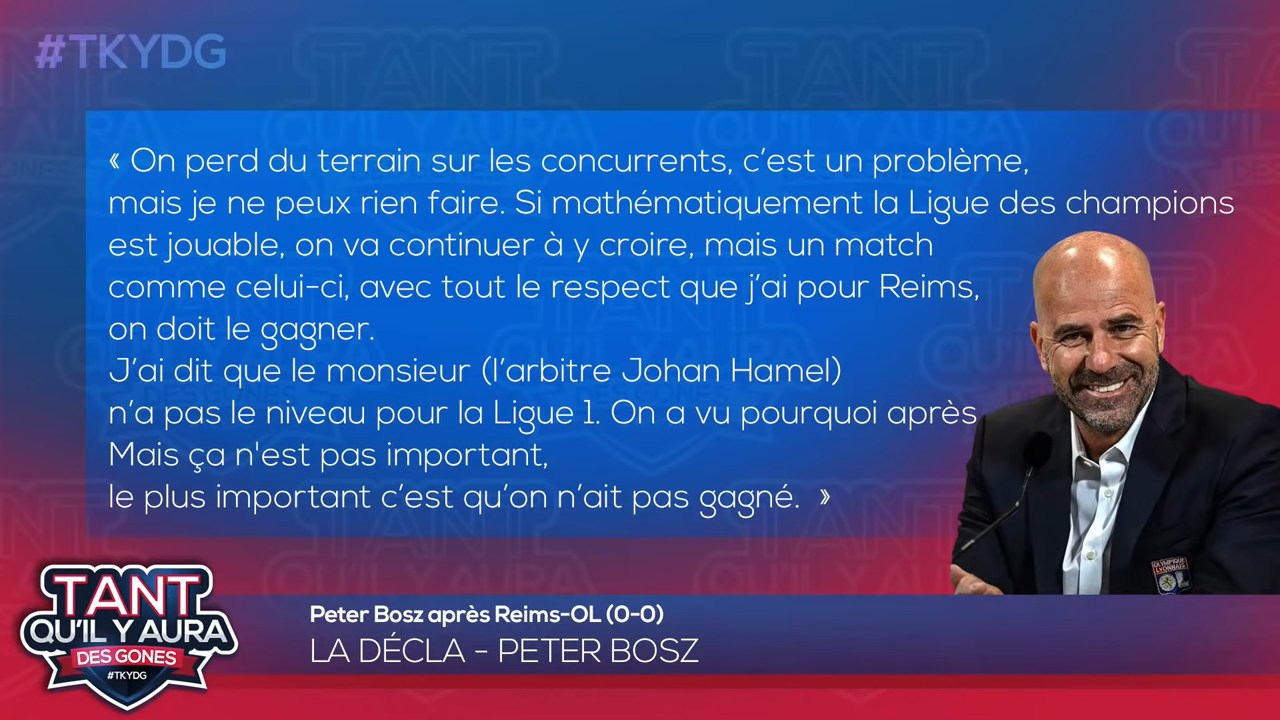 #TKYDG
« On perd du terrain sur les concurrents, c’est un problème,
mais je ne peux rien faire. Si mathématiquement la Ligue des champions
est jouable, on va continuer à y croire, mais un match
comme celui-ci, avec tout le respect que j’ai pour Reims,
on doit le gagner.
J’ai dit que le monsieur (l’arbitre Johan Hamel)
n’a pas le niveau pour la Ligue 1. On a vu pourquoi après
Mais ça n'est pas important,
le plus important c’est qu’on n’ait pas gagné. »
OLYMPIQUE
LYONNAIS
Peter Bosz après Reims-OL (0-0)
LA DÉCLA - PETER BOSZ
TANT
QU’IL Y AURA
DES GONES
#TKYDG